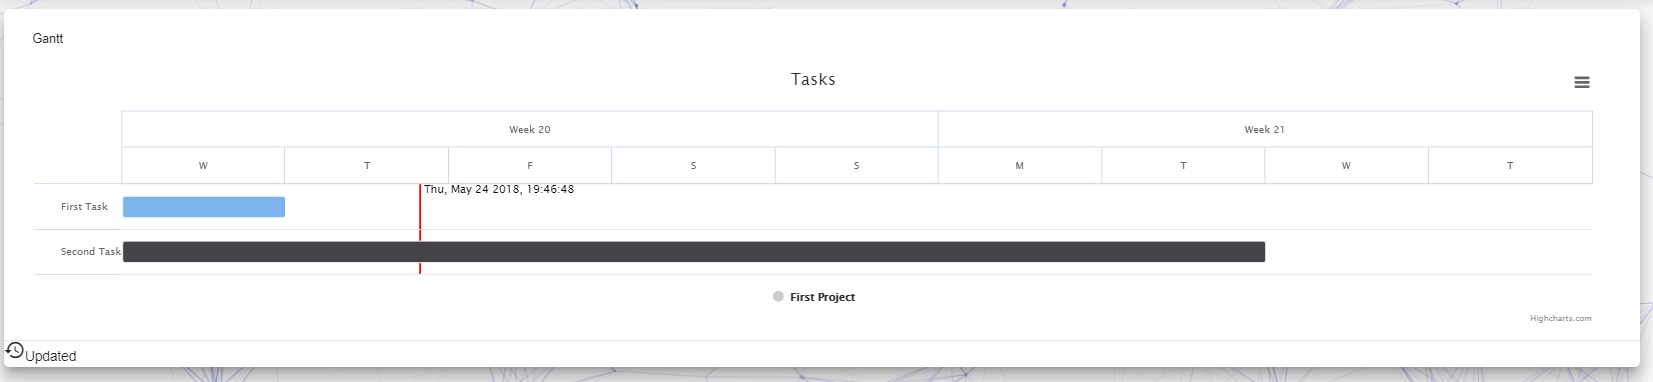 Gantt
Tasks
Week 20 Week 21
W T F S S M T W T
Thu, May 24 2018, 19:46:48
First Task
Second Task
First Project
Highcharts.com
Updated